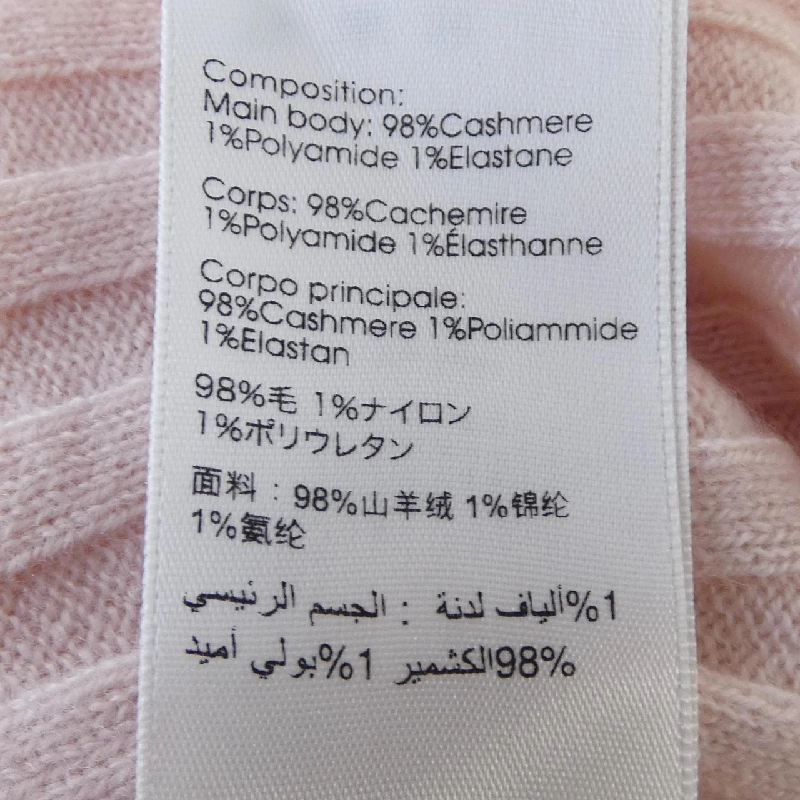 Composition:
Main body: 98%Cashmere
1%Polyamide 1%Elastane
Corps: 98%Cachemire
1%Polyamide 1%Élasthanne
Corpo principale:
98%Cashmere 1%Poliammide
1%Elastan
98%毛 1%ナイロン
1%ポリウレタン
面料：98%山羊绒 1%锦纶
1%氨纶
1%ألياف لدنة : الجسم الرئيسي
98%الكشمير 1%بولي أميد